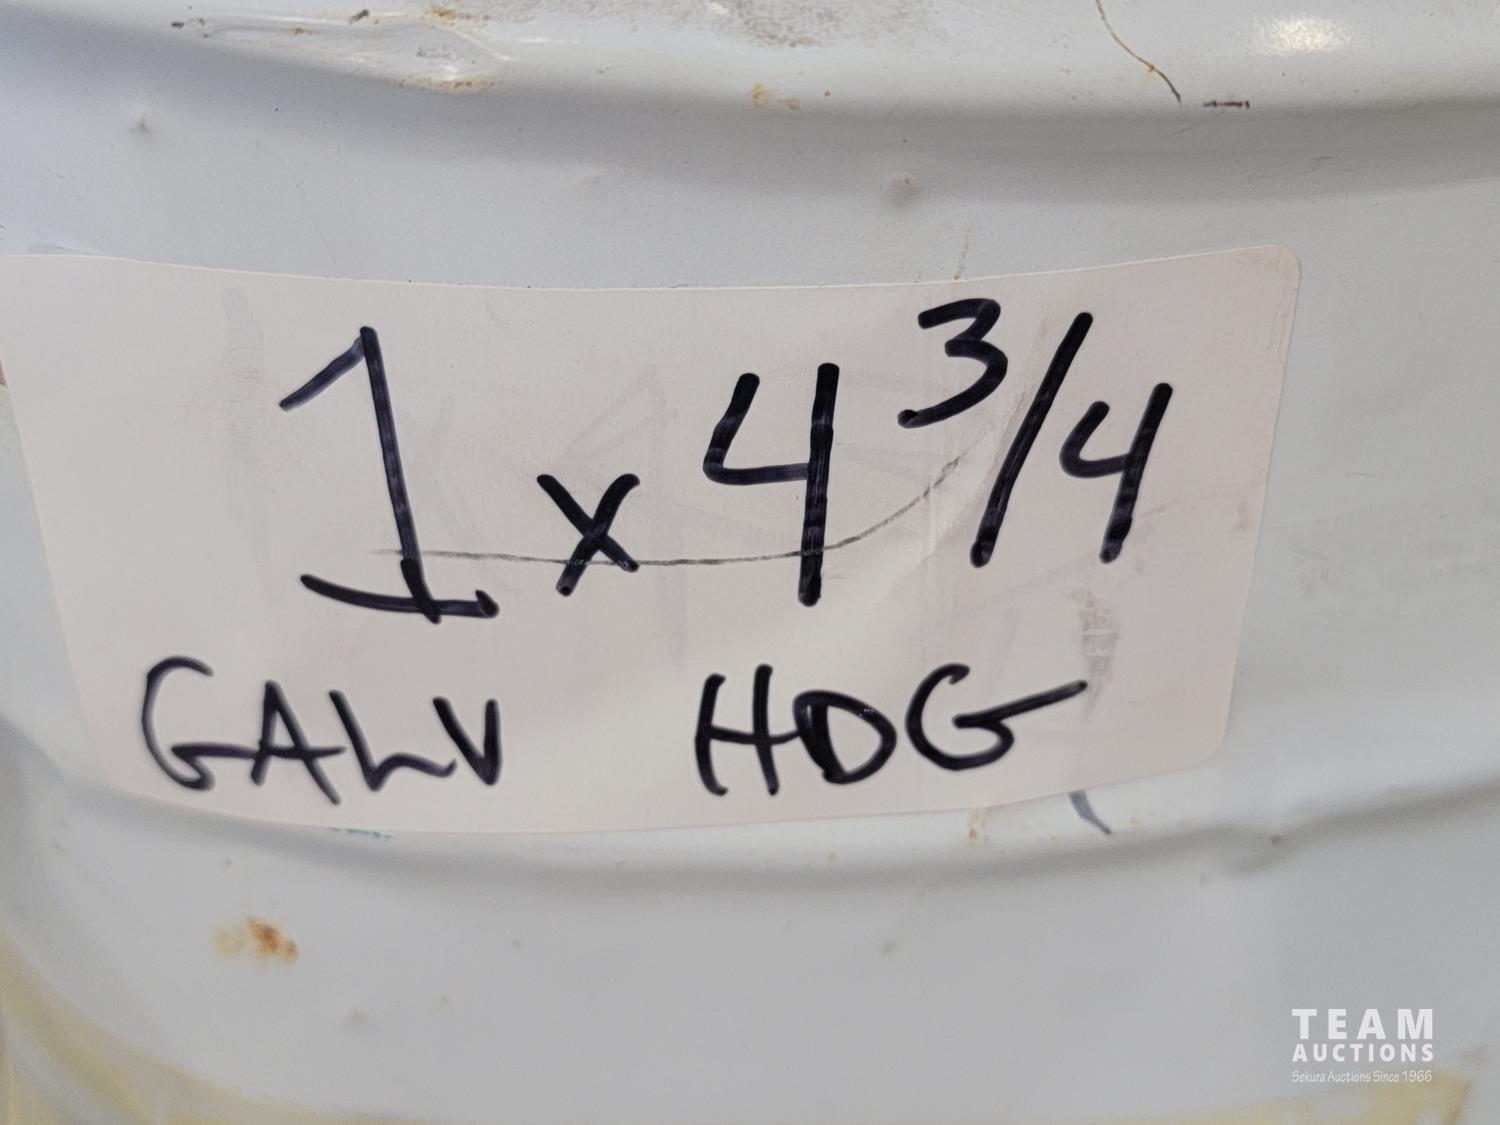 1 x 4 3/4
GALV HDG
TEAM
AUCTIONS
Sekura Auctions Since 1966